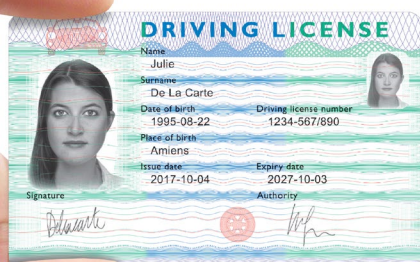 DRIVING LICENSE
Name
Julie
Surname
De La Carte
Date of birth Driving license number
1995-08-22 1234-567/890
Place of birth
Amiens
Issue date Expiry date
2017-10-04 2027-10-03
Signature Authority
Delacarte